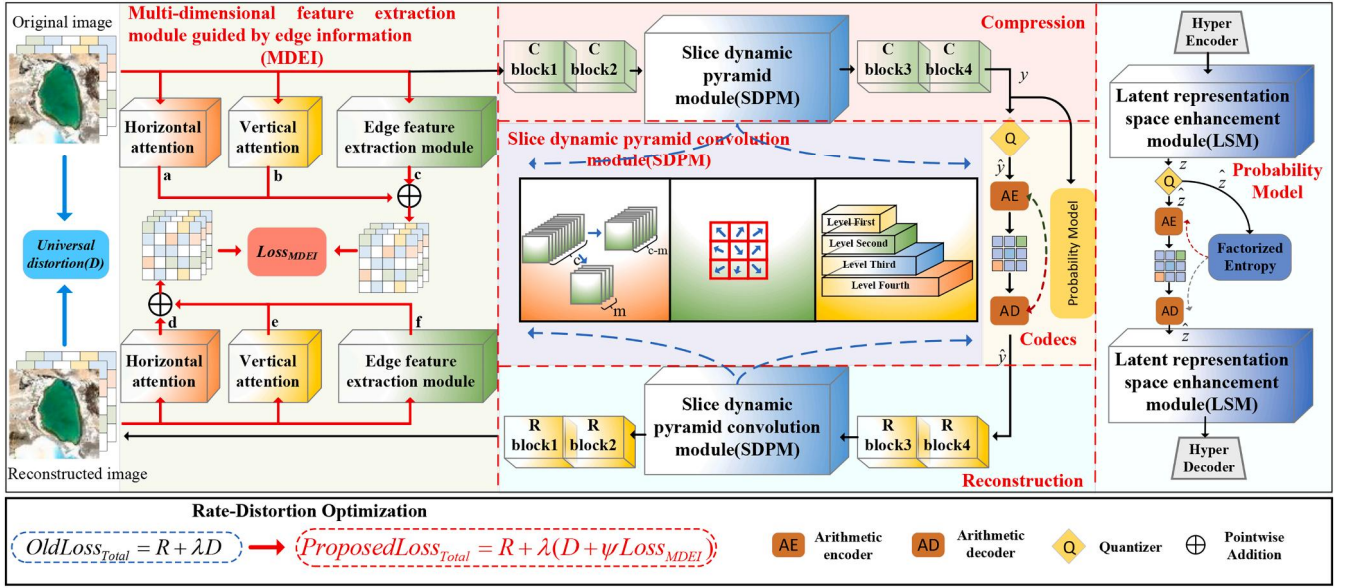 Original image
Multi-dimensional feature extraction
module guided by edge information
(MDEI)
Horizontal
attention
Vertical
attention
Edge feature
extraction module
a
b
c
Universal
distortion(D)
Loss_MDEI
d
e
f
Horizontal
attention
Vertical
attention
Edge feature
extraction module
Reconstructed image
Compression
C
block1
C
block2
Slice dynamic
pyramid
module(SDPM)
C
block3
C
block4
y
Slice dynamic pyramid convolution
module(SDPM)
c
c-m
m
Level First
Level Second
Level Third
Level Fourth
Q
ŷ
AE
AD
Probability Model
Codecs
ŷ
R
block1
R
block2
Slice dynamic
pyramid convolution
module(SDPM)
R
block3
R
block4
Reconstruction
Hyper
Encoder
Latent representation
space enhancement
module(LSM)
z
Probability
Model
Q
ẑ
ẑ
AE
Factorized
Entropy
AD
ẑ
Latent representation
space enhancement
module(LSM)
Hyper
Decoder
Rate-Distortion Optimization
OldLoss_Total = R + λD
ProposedLoss_Total = R + λ(D + ψLoss_MDEI)
AE
Arithmetic
encoder
AD
Arithmetic
decoder
Q
Quantizer
Pointwise
Addition